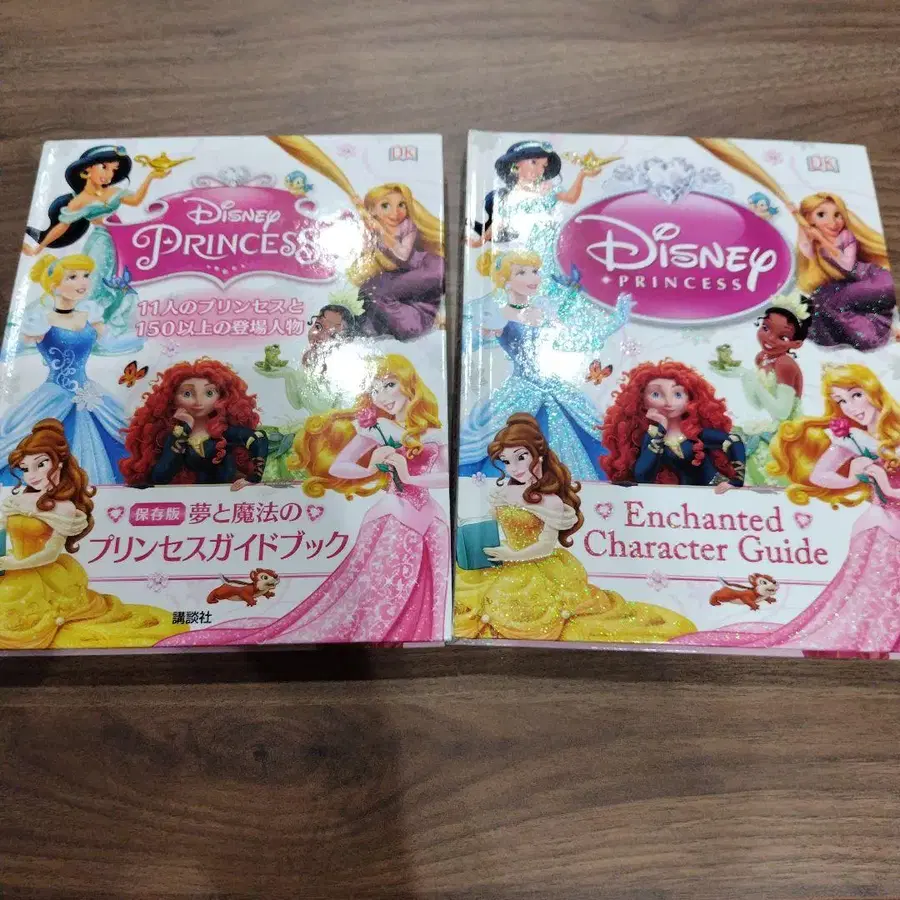 DK
DISNEY
PRINCESS
11人のプリンセスと
150以上の登場人物
保存版 夢と魔法の
プリンセスガイドブック
講談社
DK
DISNEY
PRINCESS
Enchanted
Character Guide